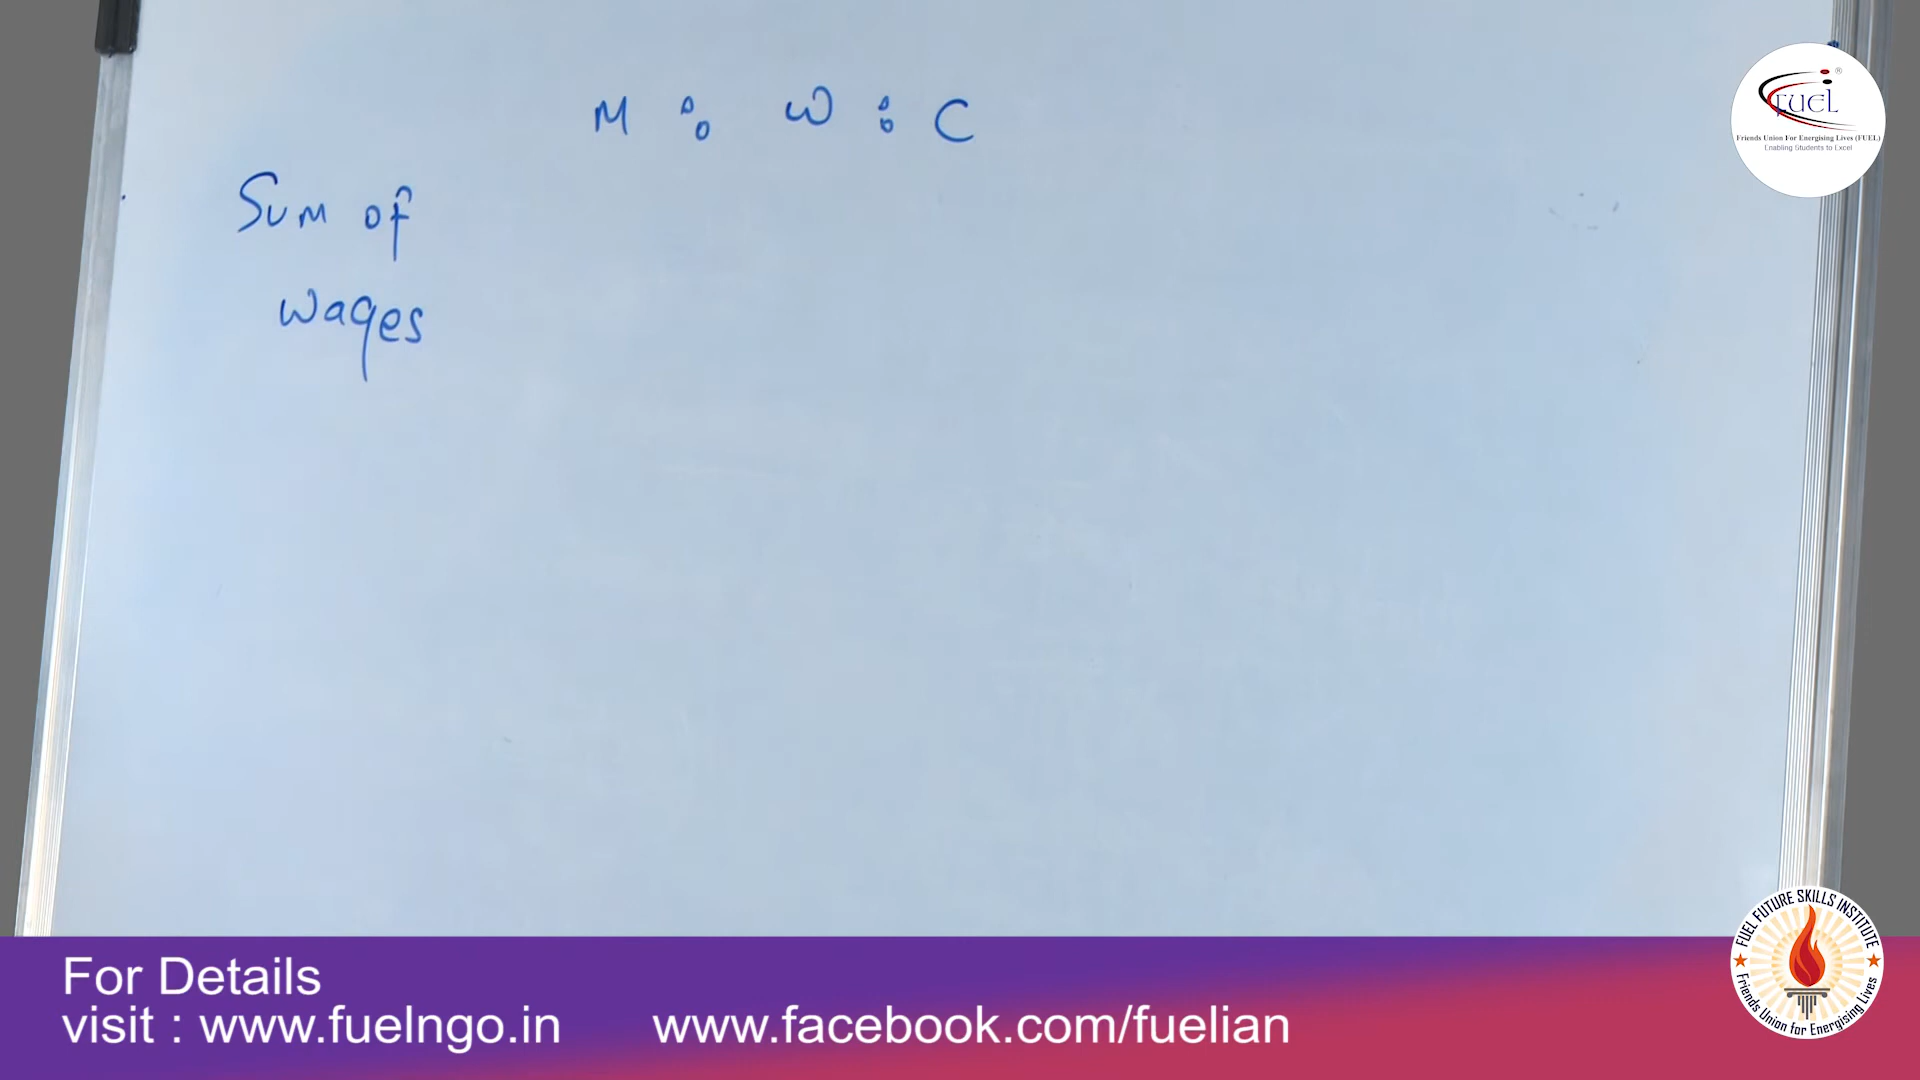 M : W : C
Sum of
wages
FUEL
Friends Union For Energising Lives (FUEL)
Enabling Students to Excel
FUEL FUTURE SKILLS INSTITUTE
Friends Union for Energising Lives
For Details
visit : www.fuelngo.in www.facebook.com/fuelian